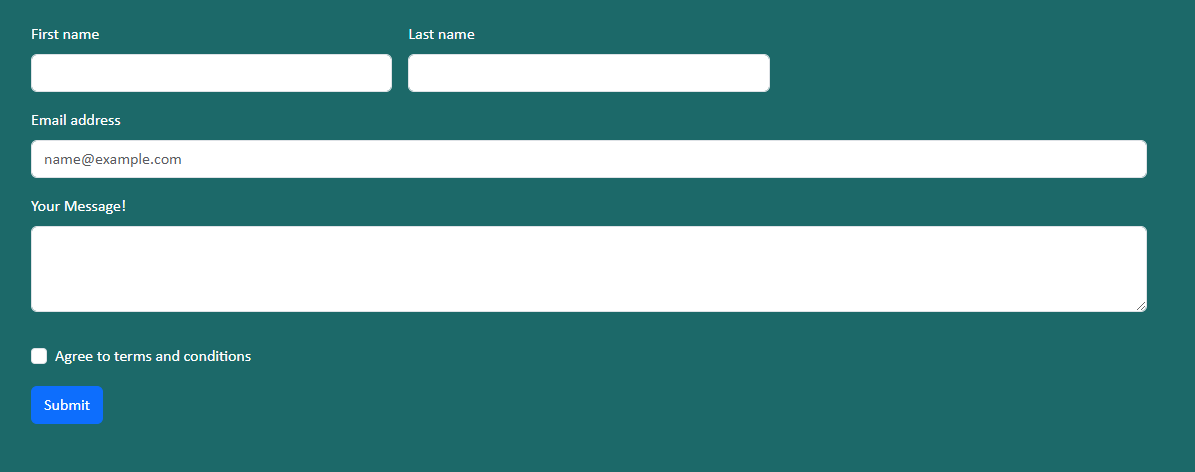 First name Last name
Email address
name@example.com
Your Message!
Agree to terms and conditions
Submit